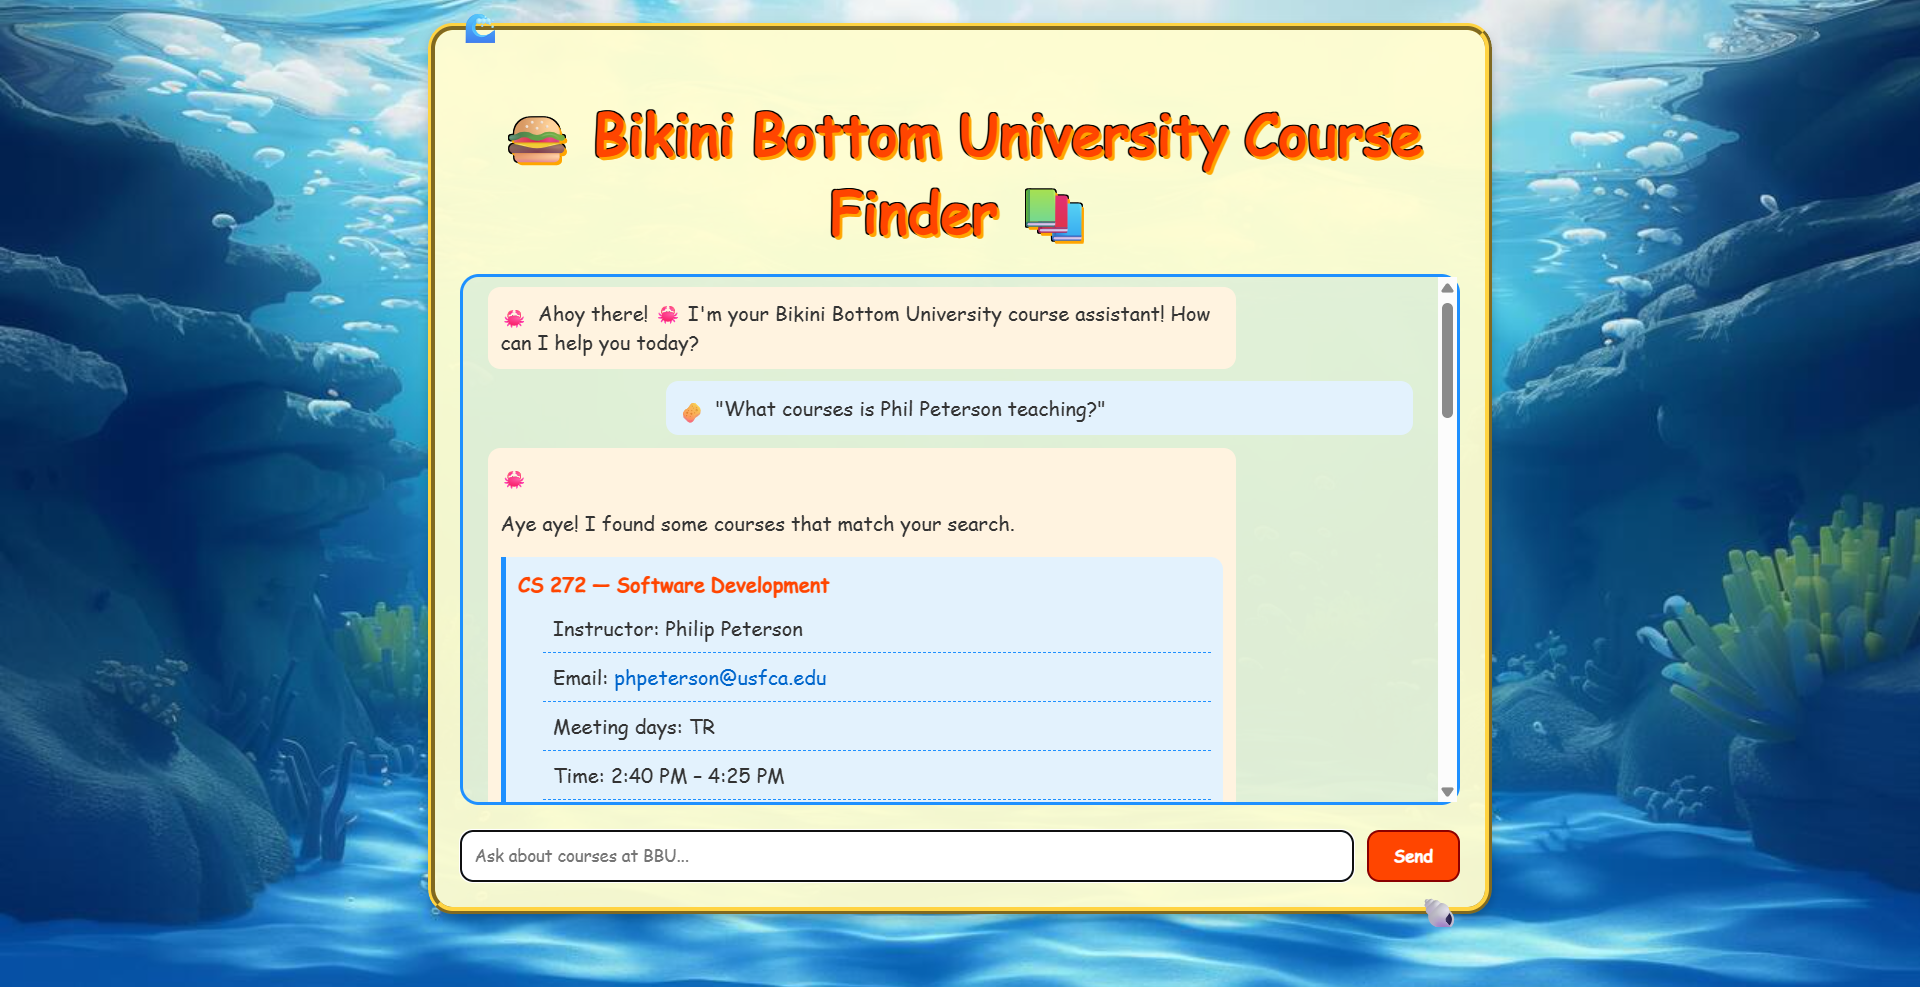 Bikini Bottom University Course
Finder
Ahoy there! I'm your Bikini Bottom University course assistant! How
can I help you today?
"What courses is Phil Peterson teaching?"
Aye aye! I found some courses that match your search.
CS 272 — Software Development
Instructor: Philip Peterson
Email: phpeterson@usfca.edu
Meeting days: TR
Time: 2:40 PM – 4:25 PM
Ask about courses at BBU...
Send